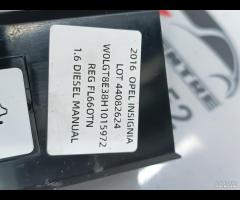 2016 OPEL INSIGNIA
LOT 44082624
W0LGT8E38H1015972
REG FL66OTN
1.6 DIESEL MANUAL